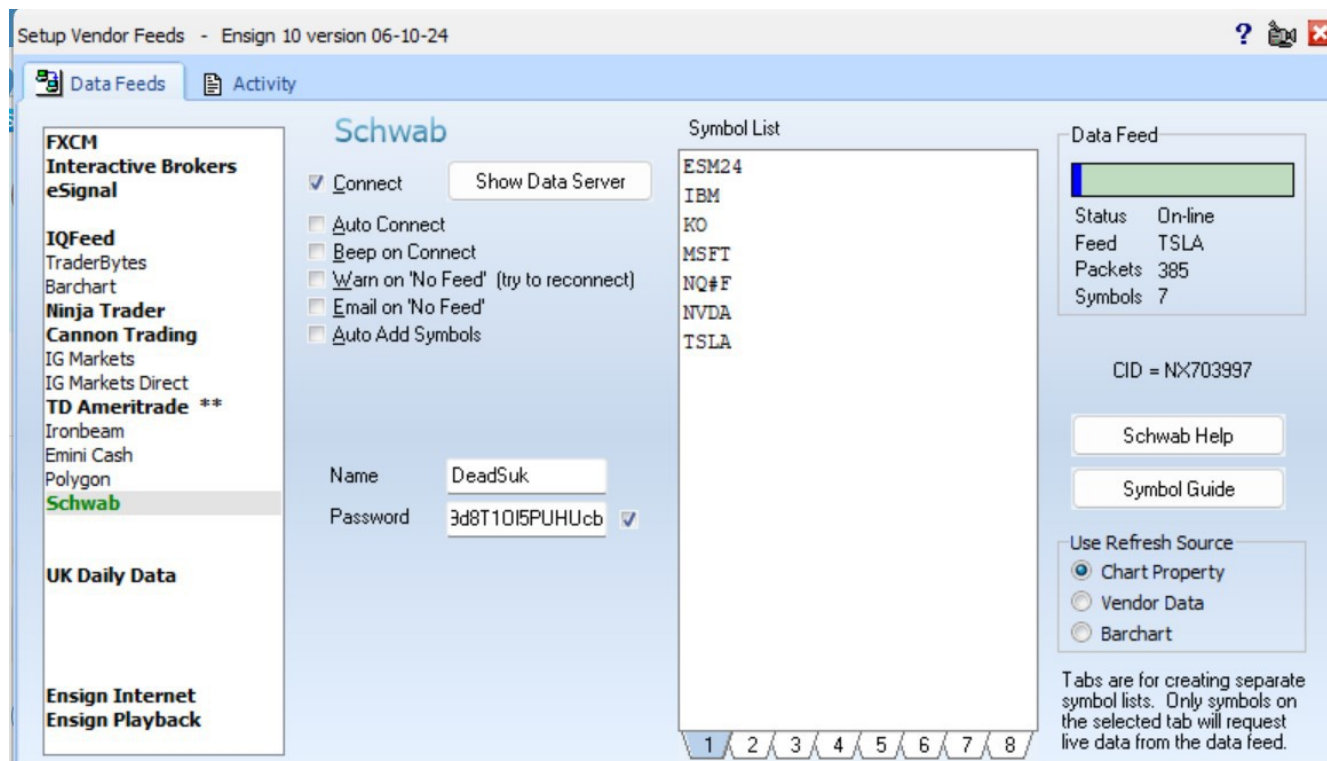 Setup Vendor Feeds - Ensign 10 version 06-10-24
?
Data Feeds
Activity
FXCM
Interactive Brokers
eSignal
IQFeed
TraderBytes
Barchart
Ninja Trader
Cannon Trading
IG Markets
IG Markets Direct
TD Ameritrade **
Ironbeam
Emini Cash
Polygon
Schwab
UK Daily Data
Ensign Internet
Ensign Playback
Schwab
Connect
Show Data Server
Auto Connect
Beep on Connect
Warn on 'No Feed' (try to reconnect)
Email on 'No Feed'
Auto Add Symbols
Name DeadSuk
Password
Symbol List
ESM24
IBM
KO
MSFT
NQ#F
NVDA
TSLA
1 2 3 4 5 6 7 8
Data Feed
Status On-line
Feed TSLA
Packets 385
Symbols 7
CID = NX703997
Schwab Help
Symbol Guide
Use Refresh Source
Chart Property
Vendor Data
Barchart
Tabs are for creating separate
symbol lists. Only symbols on
the selected tab will request
live data from the data feed.